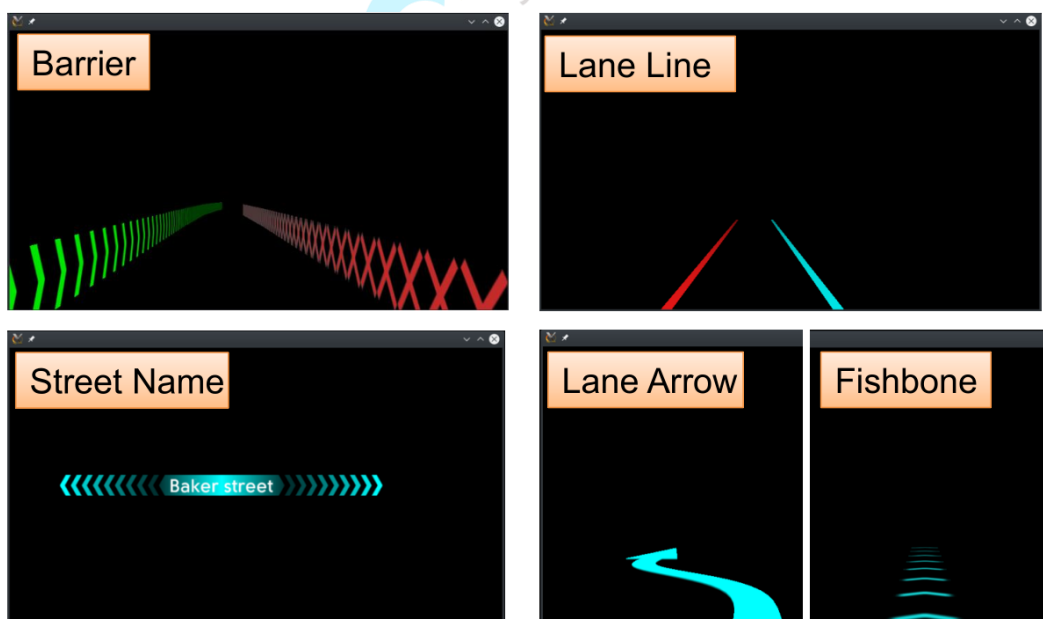 Barrier
Lane Line
Street Name
Baker street
Lane Arrow
Fishbone